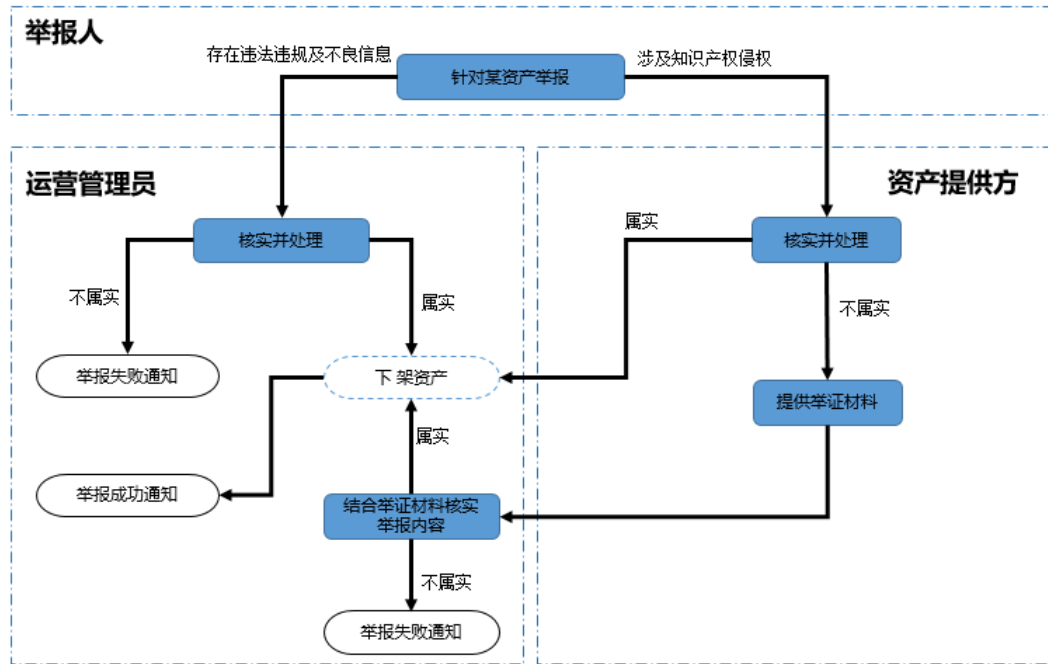 举报人
存在违法违规及不良信息
针对某资产举报
涉及知识产权侵权
运营管理员
资产提供方
核实并处理
属实
核实并处理
不属实
属实
不属实
举报失败通知
下 架资产
提供举证材料
属实
举报成功通知
结合举证材料核实
举报内容
不属实
举报失败通知